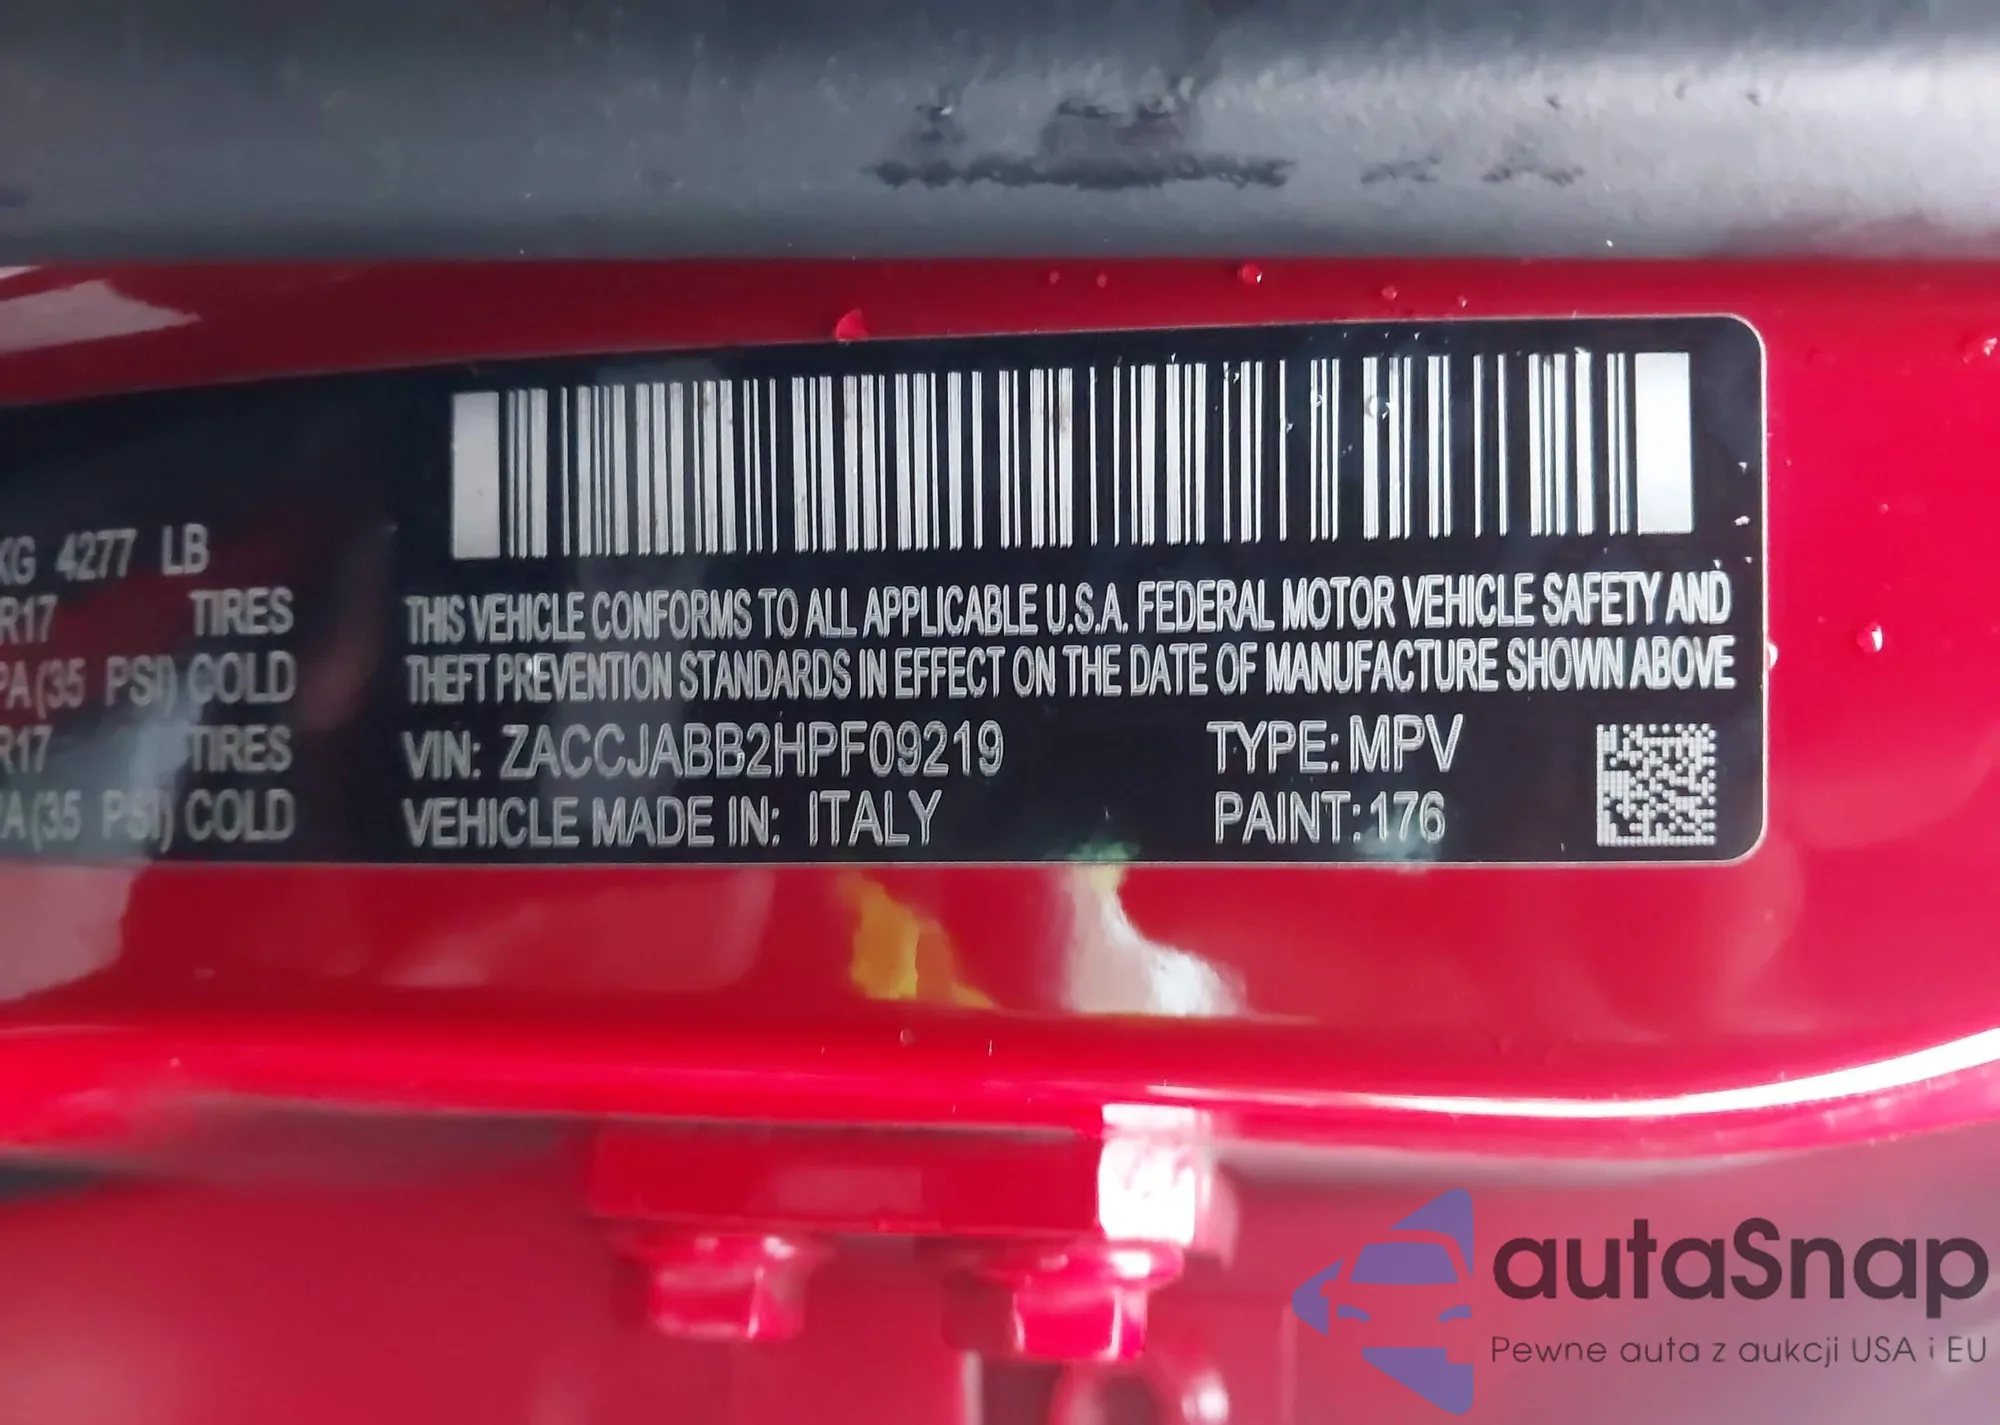 KG 4277 LB
R17 TIRES
PA(35 PSI) COLD
R17 TIRES
PA(35 PSI) COLD
THIS VEHICLE CONFORMS TO ALL APPLICABLE U.S.A. FEDERAL MOTOR VEHICLE SAFETY AND
THEFT PREVENTION STANDARDS IN EFFECT ON THE DATE OF MANUFACTURE SHOWN ABOVE
VIN: ZACCJABB2HPF09219 TYPE: MPV
VEHICLE MADE IN: ITALY PAINT: 176
autaSnap
Pewne auta z aukcji USA i EU